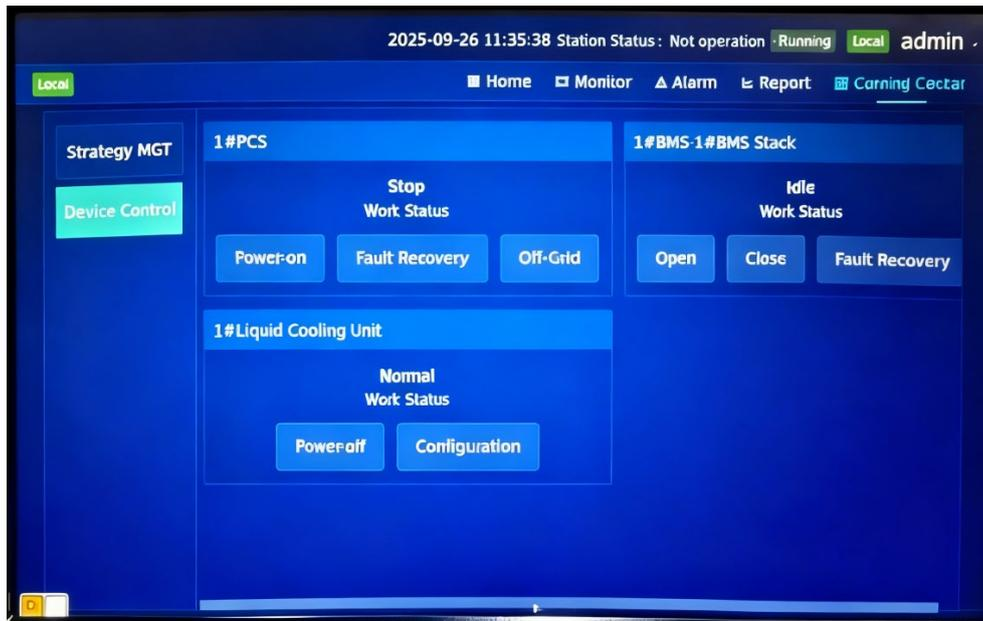 2025-09-26 11:35:38 Station Status: Not operation ·Running Local admin
Local Home Monitor Alarm Report Carning Cectar
Strategy MGT
Device Control
1#PCS
Stop
Work Status
Power-on Fault Recovery Off-Grid
1#BMS-1#BMS Stack
Idle
Work Status
Open Close Fault Recovery
1#Liquid Cooling Unit
Normal
Work Status
Power-off Configuration
D